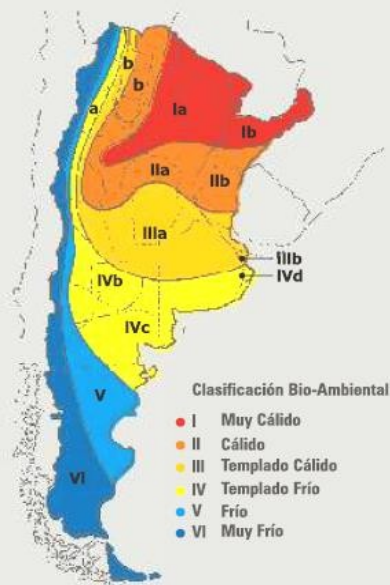 b
b
a
Ia
Ib
IIa
IIb
IIIa
IIIb
IVd
IVb
IVc
V
VI
Clasificación Bio-Ambiental
I Muy Cálido
II Cálido
III Templado Cálido
IV Templado Frío
V Frío
VI Muy Frío